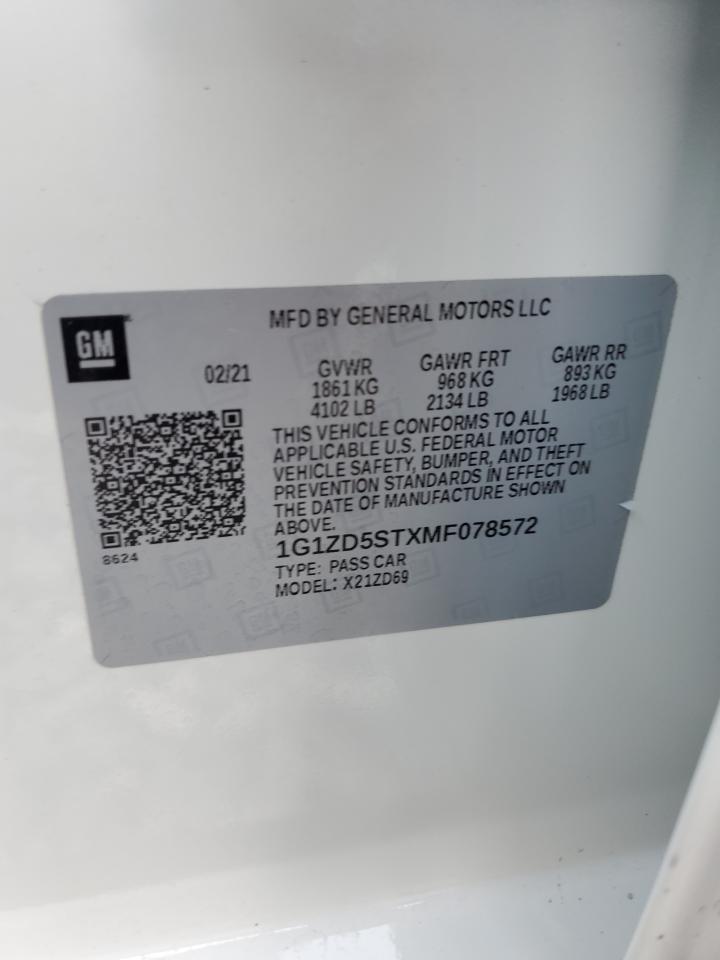 GM
MFD BY GENERAL MOTORS LLC
02/21
GVWR
1861 KG
4102 LB
GAWR FRT
968 KG
2134 LB
GAWR RR
893 KG
1968 LB
THIS VEHICLE CONFORMS TO ALL
APPLICABLE U.S. FEDERAL MOTOR
VEHICLE SAFETY, BUMPER, AND THEFT
PREVENTION STANDARDS IN EFFECT ON
THE DATE OF MANUFACTURE SHOWN
ABOVE.
8624
1G1ZD5STXMF078572
TYPE: PASS CAR
MODEL: X21ZD69